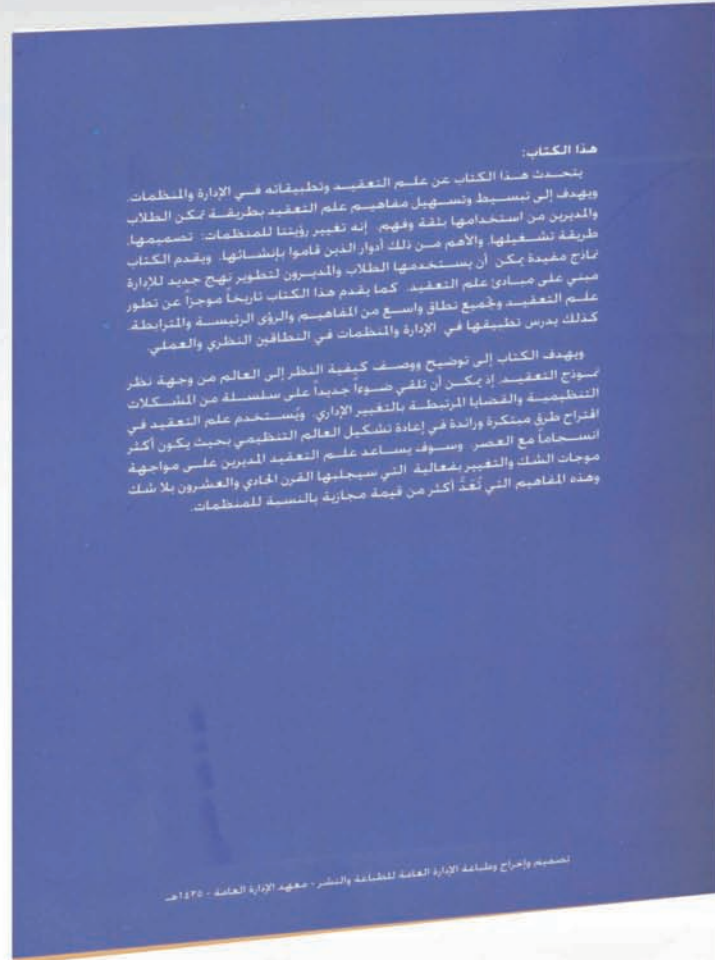 هذا الكتاب:
يتحدث هذا الكتاب عن علم التعقيد وتطبيقاته في الإدارة والمنظمات.
ويهدف إلى تبسيط وتسهيل مفاهيم علم التعقيد بطريقة تمكن الطلاب
والمديرين من استخدامها بثقة وفهم. إنه تغيير رؤيتنا للمنظمات: تصميمها،
طريقة تشغيلها، والأهم من ذلك أدوار الذين قاموا بإنشائها. ويقدم الكتاب
نماذج مفيدة يمكن أن يستخدمها الطلاب والمديرون لتطوير نهج جديد للإدارة
مبني على مبادئ علم التعقيد. كما يقدم هذا الكتاب تاريخاً موجزاً عن تطور
علم التعقيد وتجميع نطاق واسع من المفاهيم والرؤى الرئيسة والمترابطة،
كذلك يدرس تطبيقها في الإدارة والمنظمات في النطاقين النظري والعملي.
ويهدف الكتاب إلى توضيح ووصف كيفية النظر إلى العالم من وجهة نظر
نموذج التعقيد. إذ يمكن أن تلقي ضوءاً جديداً على سلسلة من المشكلات
التنظيمية والقضايا المرتبطة بالتغيير الإداري. ويُستخدم علم التعقيد في
اقتراح طرق مبتكرة ورائدة في إعادة تشكيل العالم التنظيمي بحيث يكون أكثر
انسجاماً مع العصر. وسوف يساعد علم التعقيد المديرين على مواجهة
موجات الشك والتغيير بفعالية التي سيجلبها القرن الحادي والعشرون بلا شك
وهذه المفاهيم التي تُعَدُّ أكثر من قيمة مجازية بالنسبة للمنظمات.
تصميم وإخراج وطباعة الإدارة العامة للطباعة والنشر - معهد الإدارة العامة - ١٤٣٥هـ